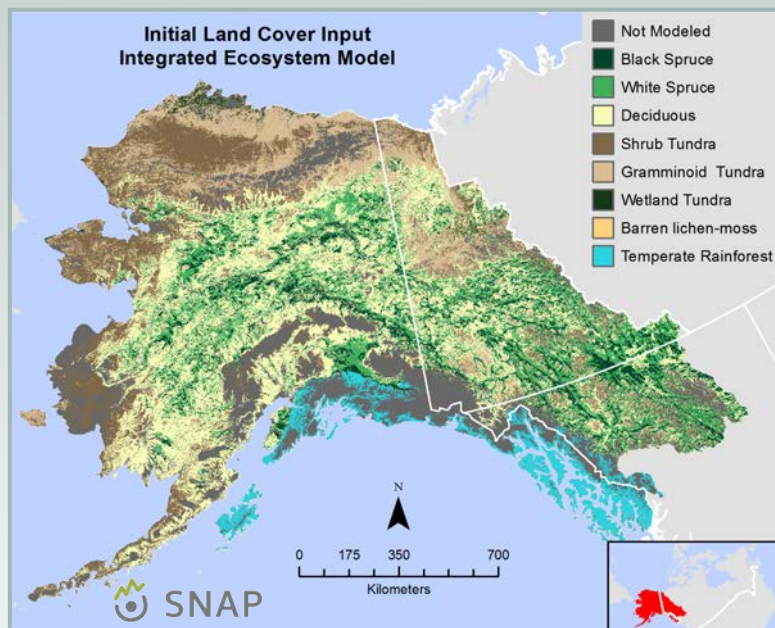 Initial Land Cover Input
Integrated Ecosystem Model
Not Modeled
Black Spruce
White Spruce
Deciduous
Shrub Tundra
Gramminoid Tundra
Wetland Tundra
Barren lichen-moss
Temperate Rainforest
N
0 175 350 700
Kilometers
SNAP